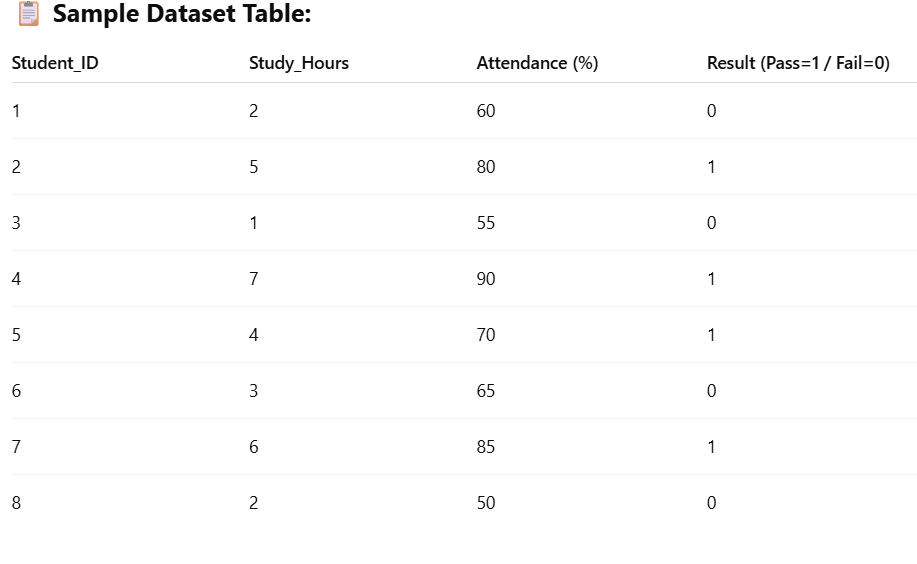 📋 Sample Dataset Table:
Student_ID Study_Hours Attendance (%) Result (Pass=1 / Fail=0)
1 2 60 0
2 5 80 1
3 1 55 0
4 7 90 1
5 4 70 1
6 3 65 0
7 6 85 1
8 2 50 0